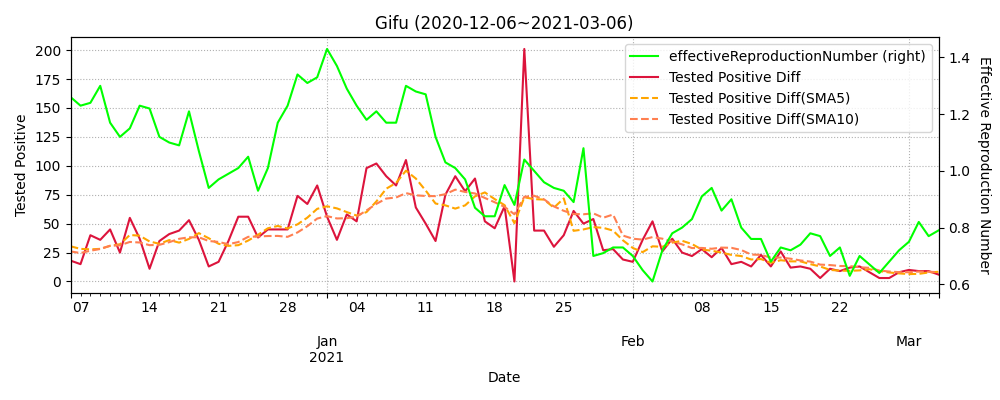 Gifu (2020-12-06~2021-03-06)
effectiveReproductionNumber (right)
Tested Positive Diff
Tested Positive Diff(SMA5)
Tested Positive Diff(SMA10)
Tested Positive
200
175
150
125
100
75
50
25
0
1.4
1.2
1.0
0.8
0.6
Effective Reproduction Number
07 14 21 28 04 11 18 25 08 15 22
Jan Feb Mar
2021
Date